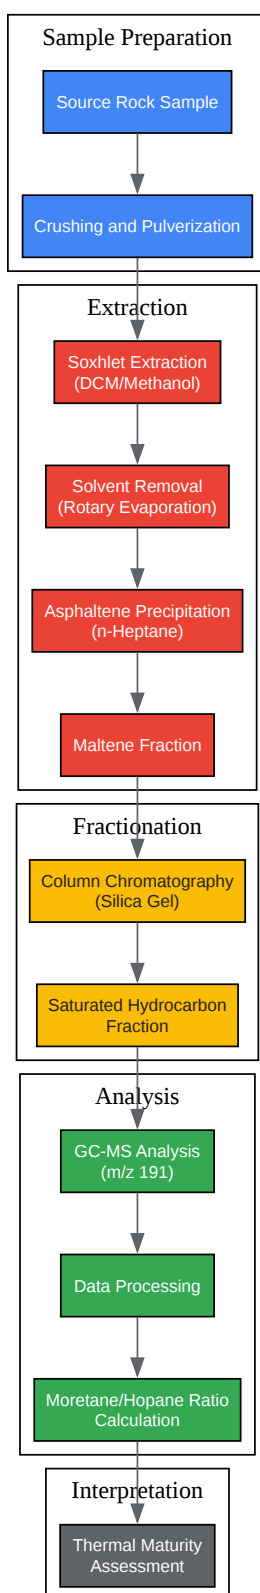 Sample Preparation
Source Rock Sample
Crushing and Pulverization
Extraction
Soxhlet Extraction
(DCM/Methanol)
Solvent Removal
(Rotary Evaporation)
Asphaltene Precipitation
(n-Heptane)
Maltene Fraction
Fractionation
Column Chromatography
(Silica Gel)
Saturated Hydrocarbon
Fraction
Analysis
GC-MS Analysis
(m/z 191)
Data Processing
Moretane/Hopane Ratio
Calculation
Interpretation
Thermal Maturity
Assessment